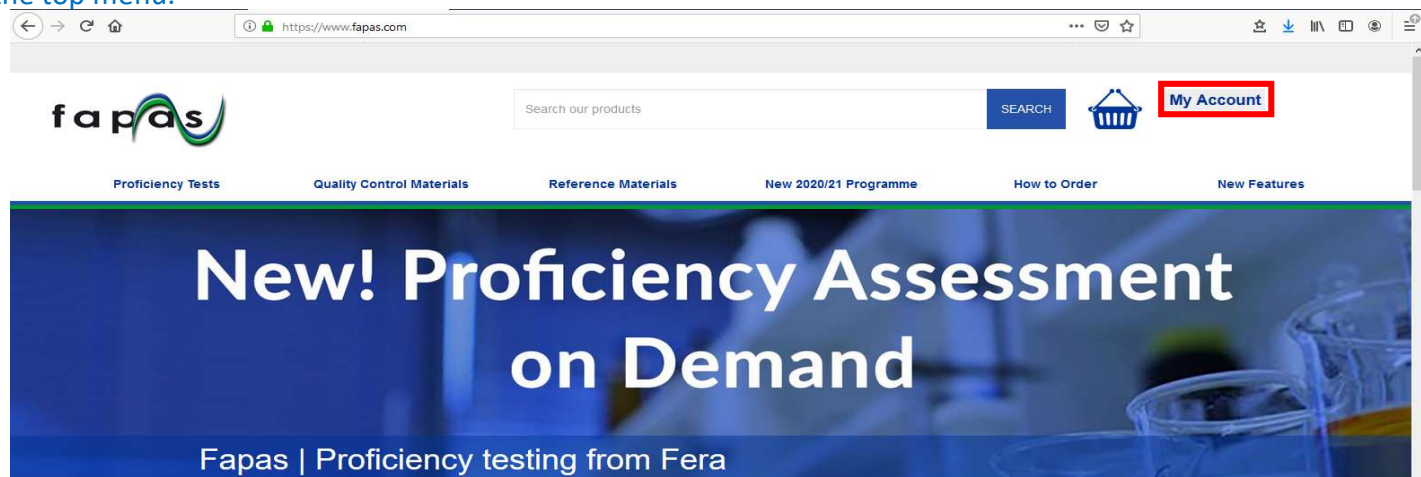 the top menu.
https://www.fapas.com
fapas
Search our products
SEARCH
My Account
Proficiency Tests
Quality Control Materials
Reference Materials
New 2020/21 Programme
How to Order
New Features
New! Proficiency Assessment
on Demand
Fapas | Proficiency testing from Fera